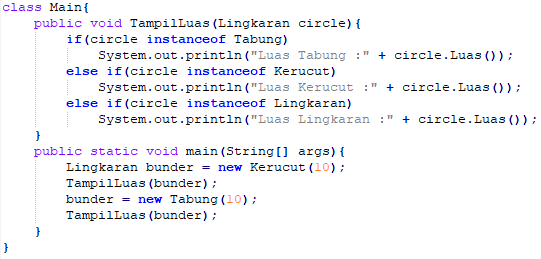 class Main{
    public void TampilLuas(Lingkaran circle){
        if(circle instanceof Tabung)
            System.out.println("Luas Tabung :" + circle.Luas());
        else if(circle instanceof Kerucut)
            System.out.println("Luas Kerucut :" + circle.Luas());
        else if(circle instanceof Lingkaran)
            System.out.println("Luas Lingkaran :" + circle.Luas());
    }
    public static void main(String[] args){
        Lingkaran bunder = new Kerucut(10);
        TampilLuas(bunder);
        bunder = new Tabung(10);
        TampilLuas(bunder);
    }
}